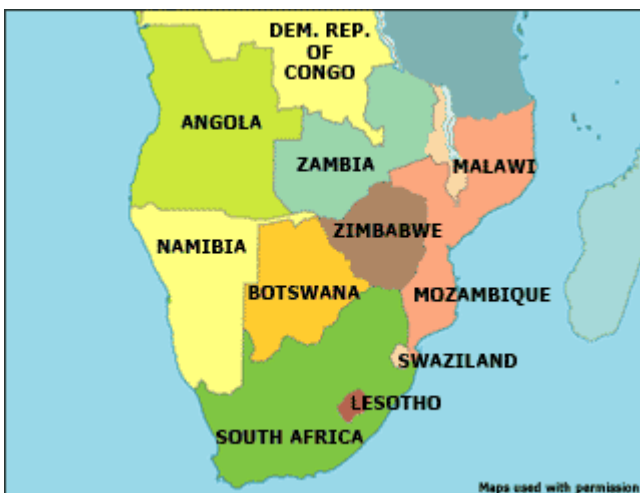 DEM. REP.
OF
CONGO
ANGOLA
ZAMBIA
MALAWI
NAMIBIA
ZIMBABWE
BOTSWANA
MOZAMBIQUE
SWAZILAND
LESOTHO
SOUTH AFRICA
Maps used with permission